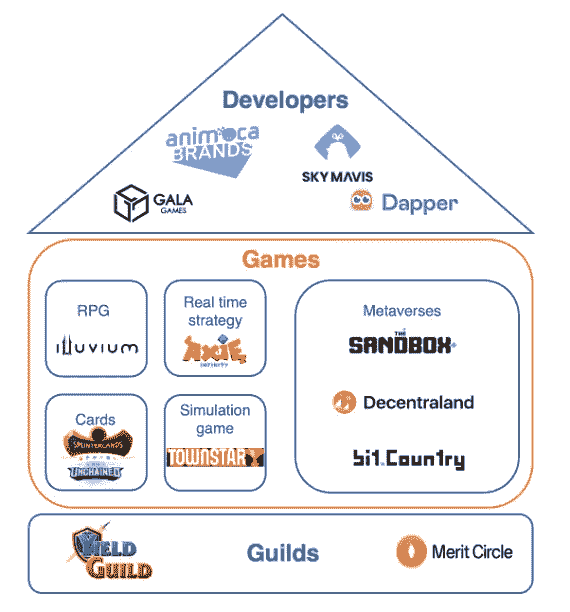 Developers
animoca
BRANDS
SKY MAVIS
GALA
GAMES
Dapper
Games
RPG
illuvium
Real time
strategy
AXIE
INFINITY
Metaverses
THE
SANDBOX
Decentraland
bit.Country
Cards
SPLINTERLANDS
UNCHAINED
Simulation
game
TOWNSTAR
YIELD
GUILD
Guilds
Merit Circle